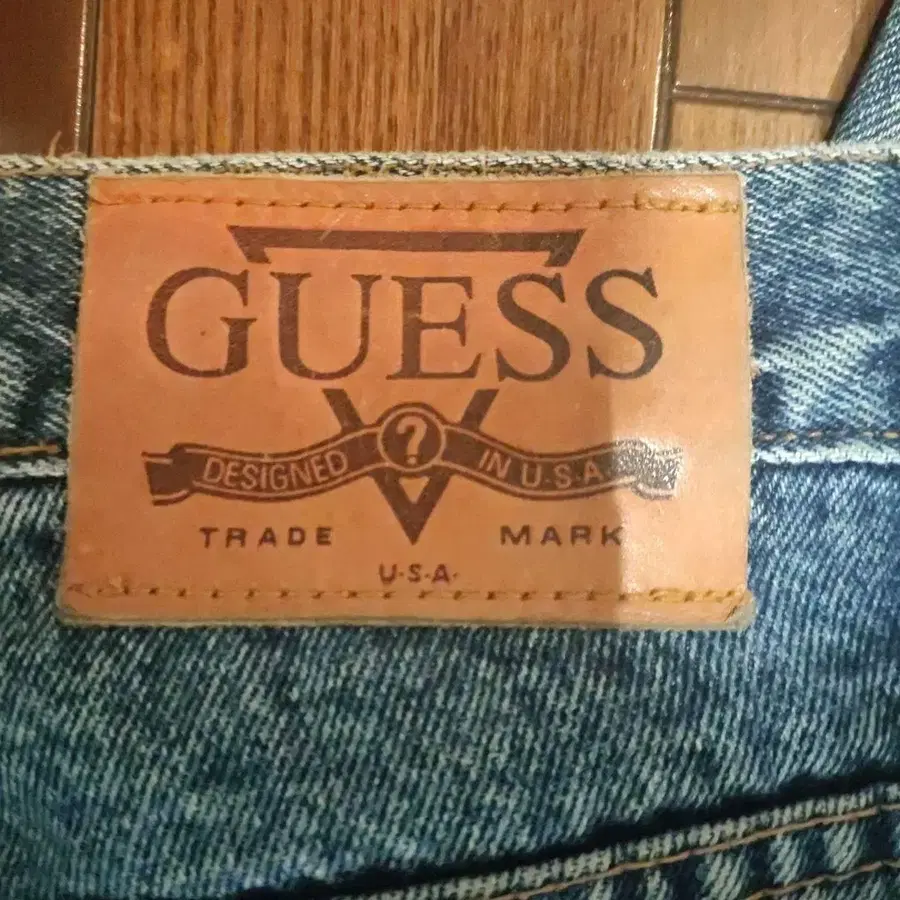 GUESS
?
DESIGNED IN U.S.A.
TRADE MARK
U·S·A·